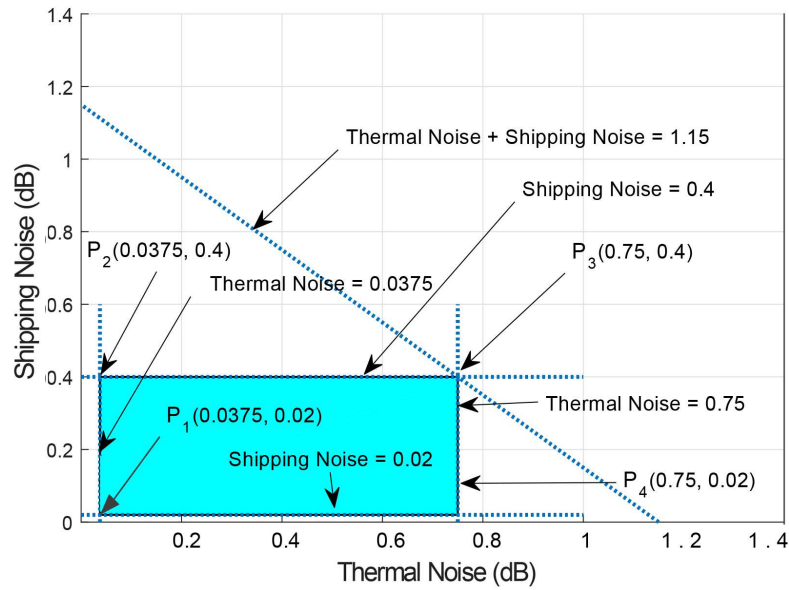 1.4
1.2
1
0.8
0.6
0.4
0.2
0
Shipping Noise (dB)
Thermal Noise + Shipping Noise = 1.15
Shipping Noise = 0.4
P2(0.0375, 0.4)
P3(0.75, 0.4)
Thermal Noise = 0.0375
P1(0.0375, 0.02)
Thermal Noise = 0.75
Shipping Noise = 0.02
P4(0.75, 0.02)
0.2 0.4 0.6 0.8 1 1.2 1.4
Thermal Noise (dB)